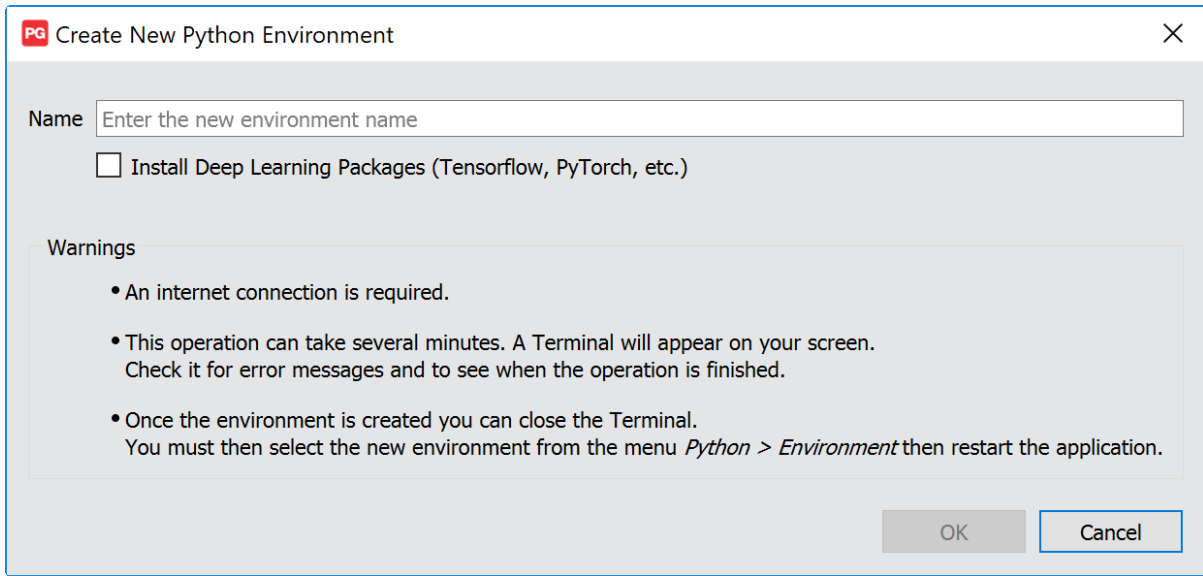 PG Create New Python Environment
Name Enter the new environment name
Install Deep Learning Packages (Tensorflow, PyTorch, etc.)
Warnings
• An internet connection is required.
• This operation can take several minutes. A Terminal will appear on your screen.
Check it for error messages and to see when the operation is finished.
• Once the environment is created you can close the Terminal.
You must then select the new environment from the menu Python > Environment then restart the application.
OK Cancel